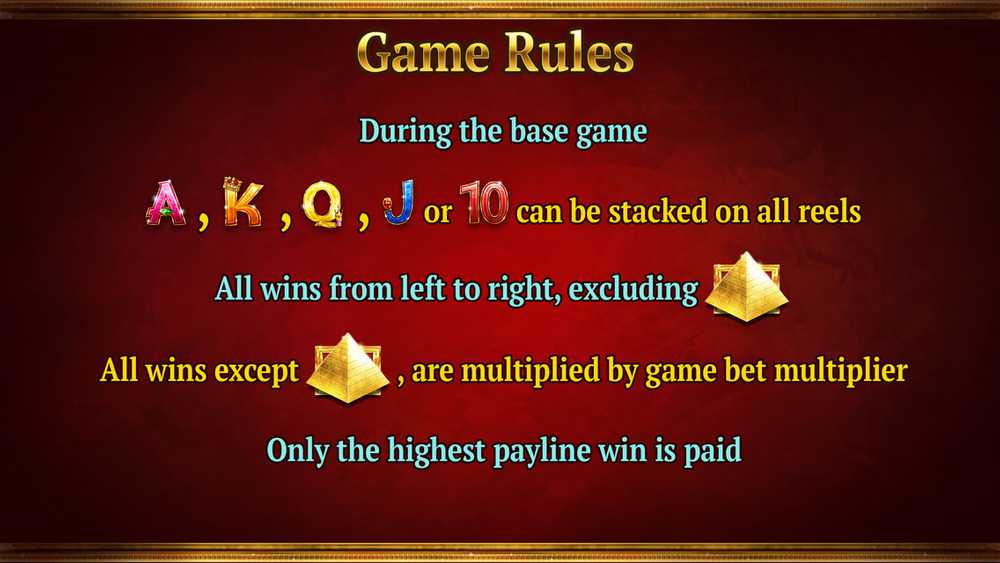 Game Rules
During the base game
A , K , Q , J or 10 can be stacked on all reels
All wins from left to right, excluding
All wins except , are multiplied by game bet multiplier
Only the highest payline win is paid